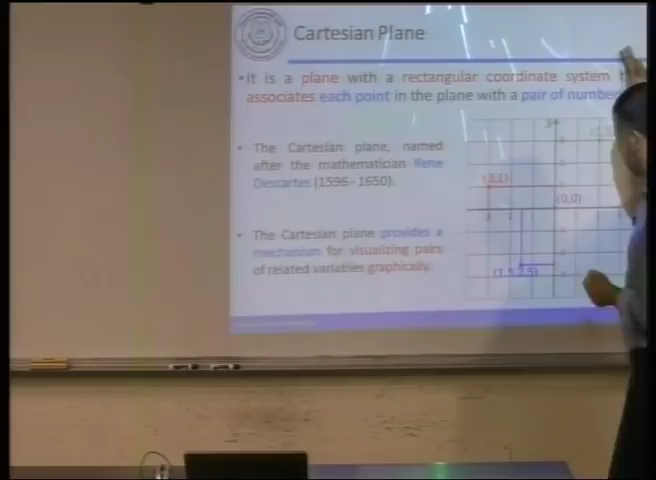 Cartesian Plane
•It is a plane with a rectangular coordinate system
associates each point in the plane with a pair of number
• The Cartesian plane, named
after the mathematician Rene
Descartes (1596-1650).
(0,0)
• The Cartesian plane provides a
mechanism for visualizing pairs
of related variables graphically.